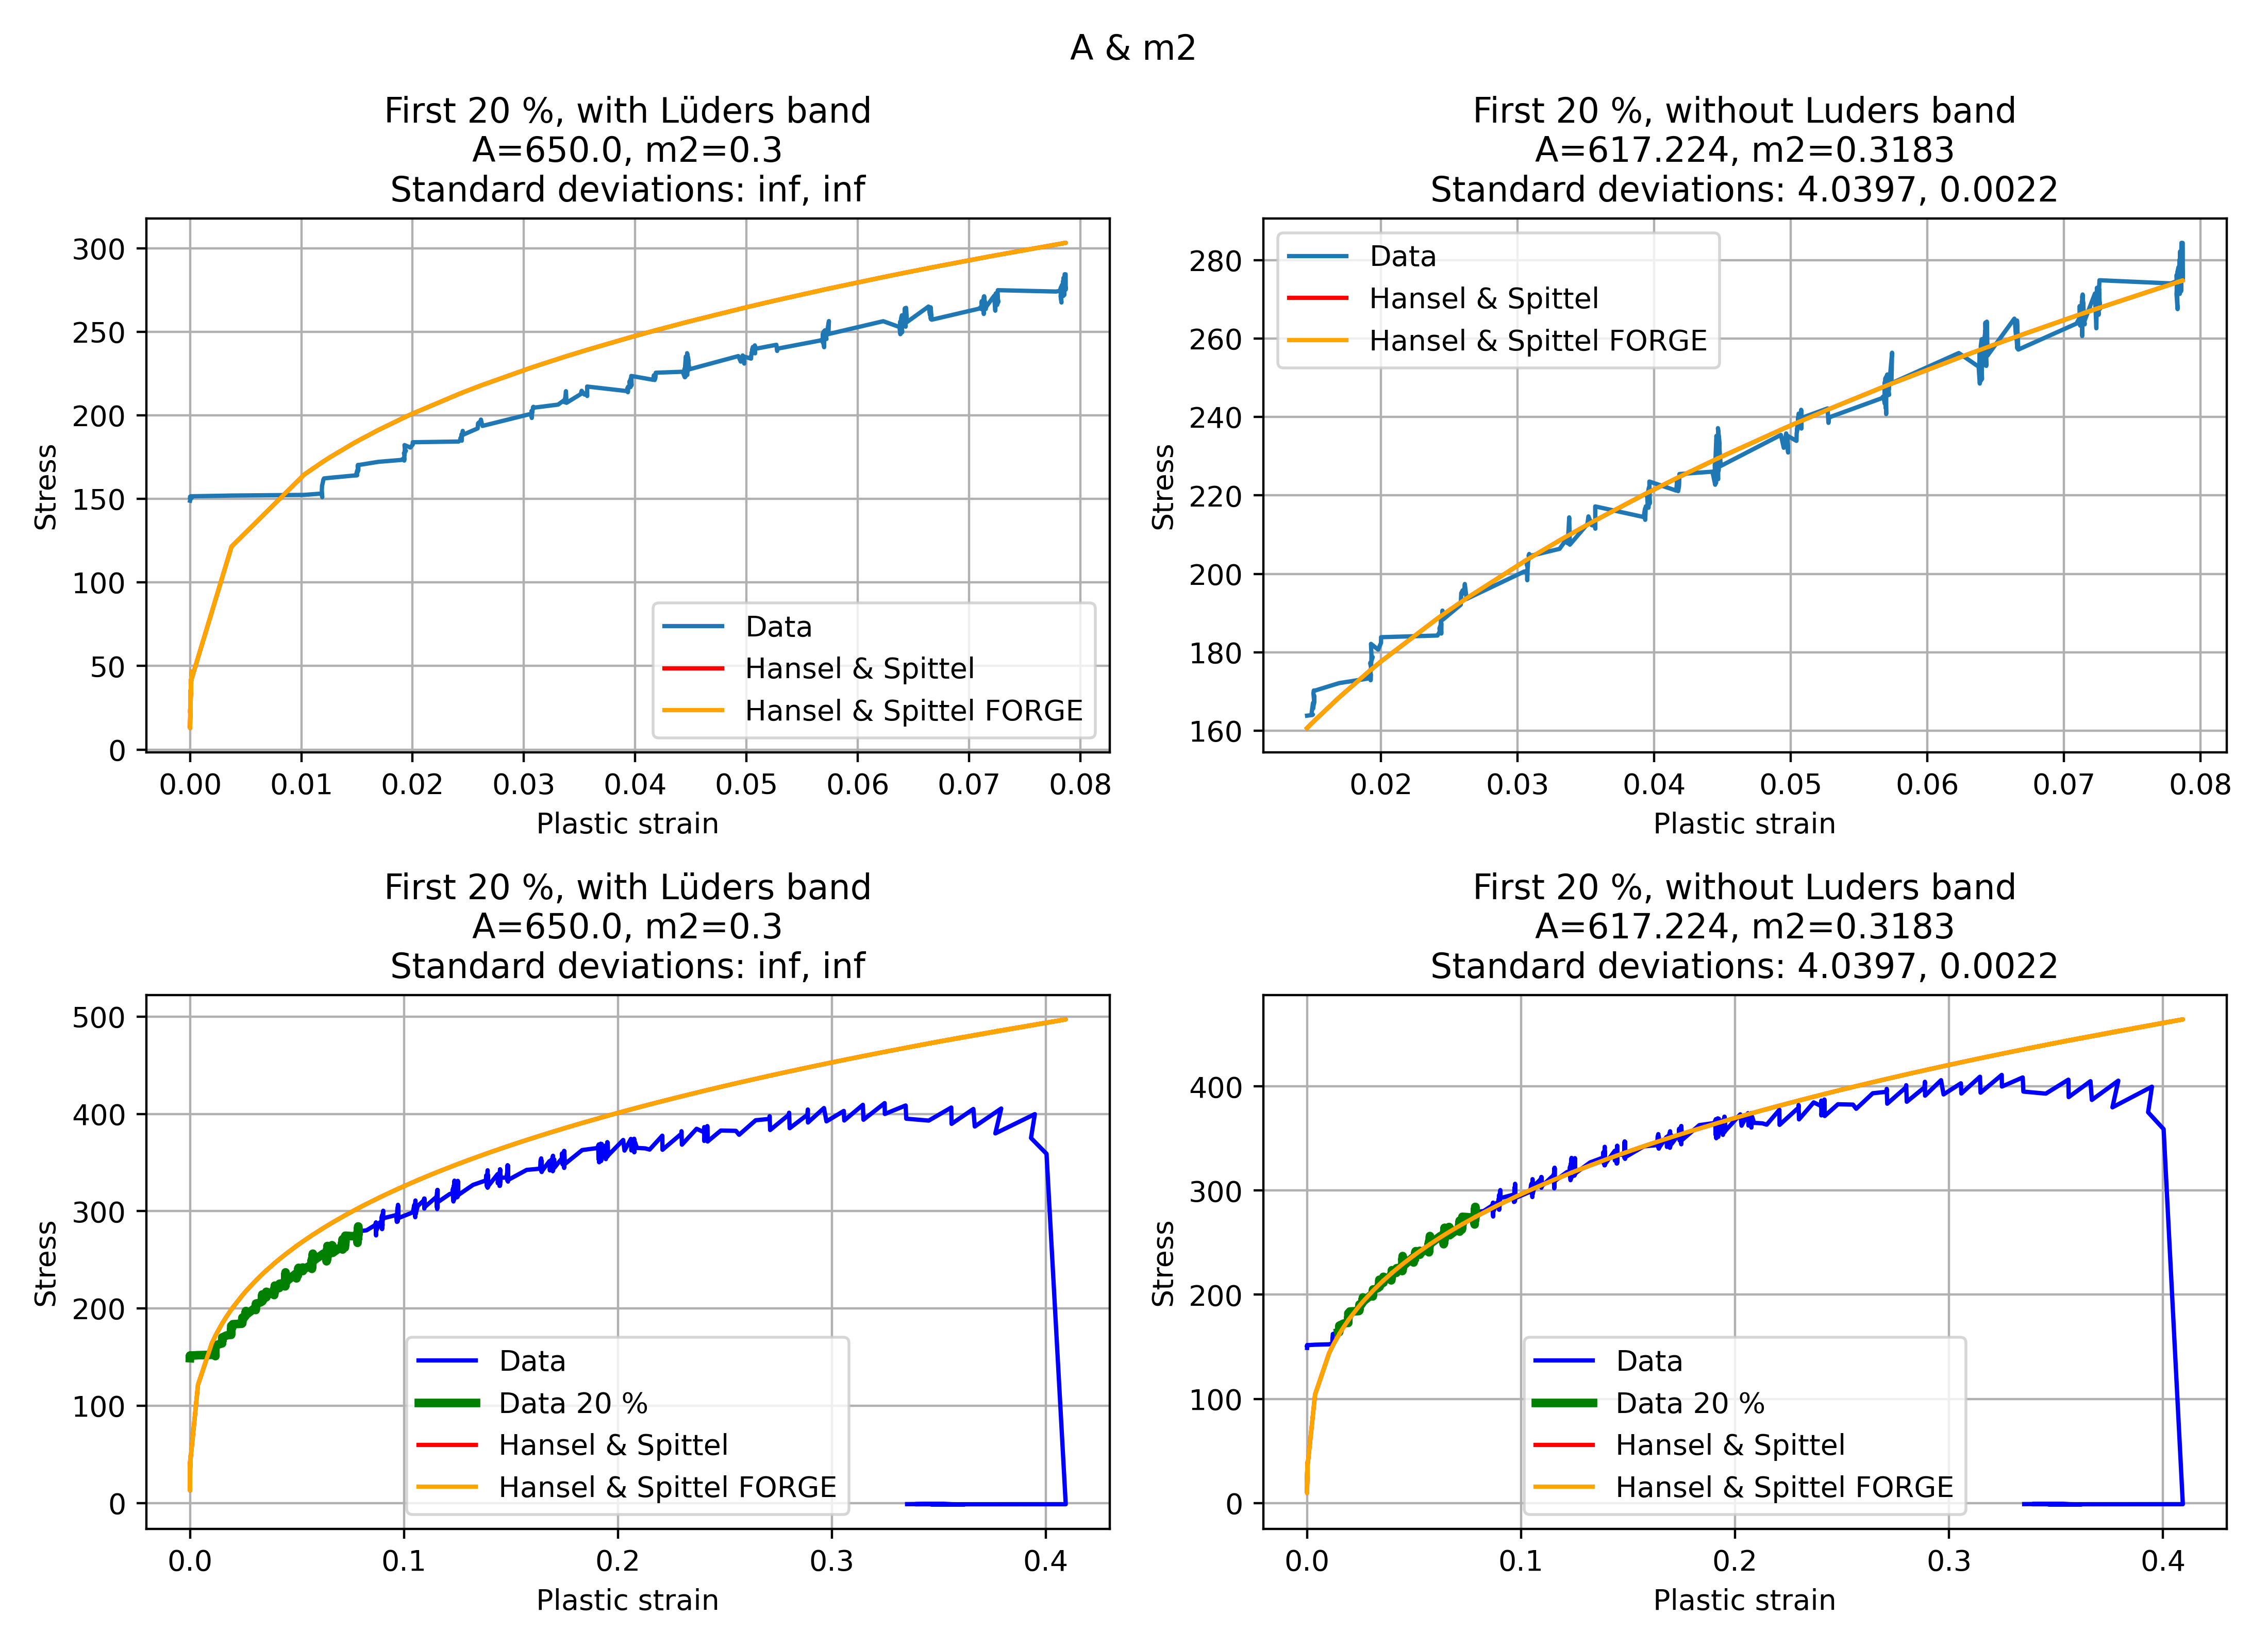 A & m2
First 20 %, with Lüders band
A=650.0, m2=0.3
Standard deviations: inf, inf
300
250
200
150
100
50
0
Stress
0.00 0.01 0.02 0.03 0.04 0.05 0.06 0.07 0.08
Plastic strain
Data
Hansel & Spittel
Hansel & Spittel FORGE
First 20 %, without Luders band
A=617.224, m2=0.3183
Standard deviations: 4.0397, 0.0022
280
260
240
220
200
180
160
Stress
0.02 0.03 0.04 0.05 0.06 0.07 0.08
Plastic strain
Data
Hansel & Spittel
Hansel & Spittel FORGE
First 20 %, with Lüders band
A=650.0, m2=0.3
Standard deviations: inf, inf
500
400
300
200
100
0
Stress
0.0 0.1 0.2 0.3 0.4
Plastic strain
Data
Data 20 %
Hansel & Spittel
Hansel & Spittel FORGE
First 20 %, without Luders band
A=617.224, m2=0.3183
Standard deviations: 4.0397, 0.0022
400
300
200
100
0
Stress
0.0 0.1 0.2 0.3 0.4
Plastic strain
Data
Data 20 %
Hansel & Spittel
Hansel & Spittel FORGE